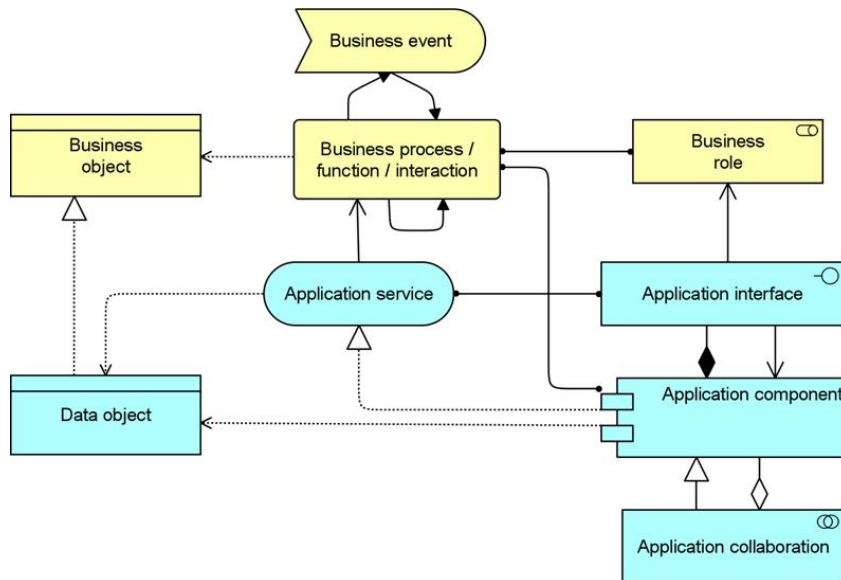 Business event
Business
object
Business process /
function / interaction
Business
role
Application service
Application interface
Data object
Application component
Application collaboration